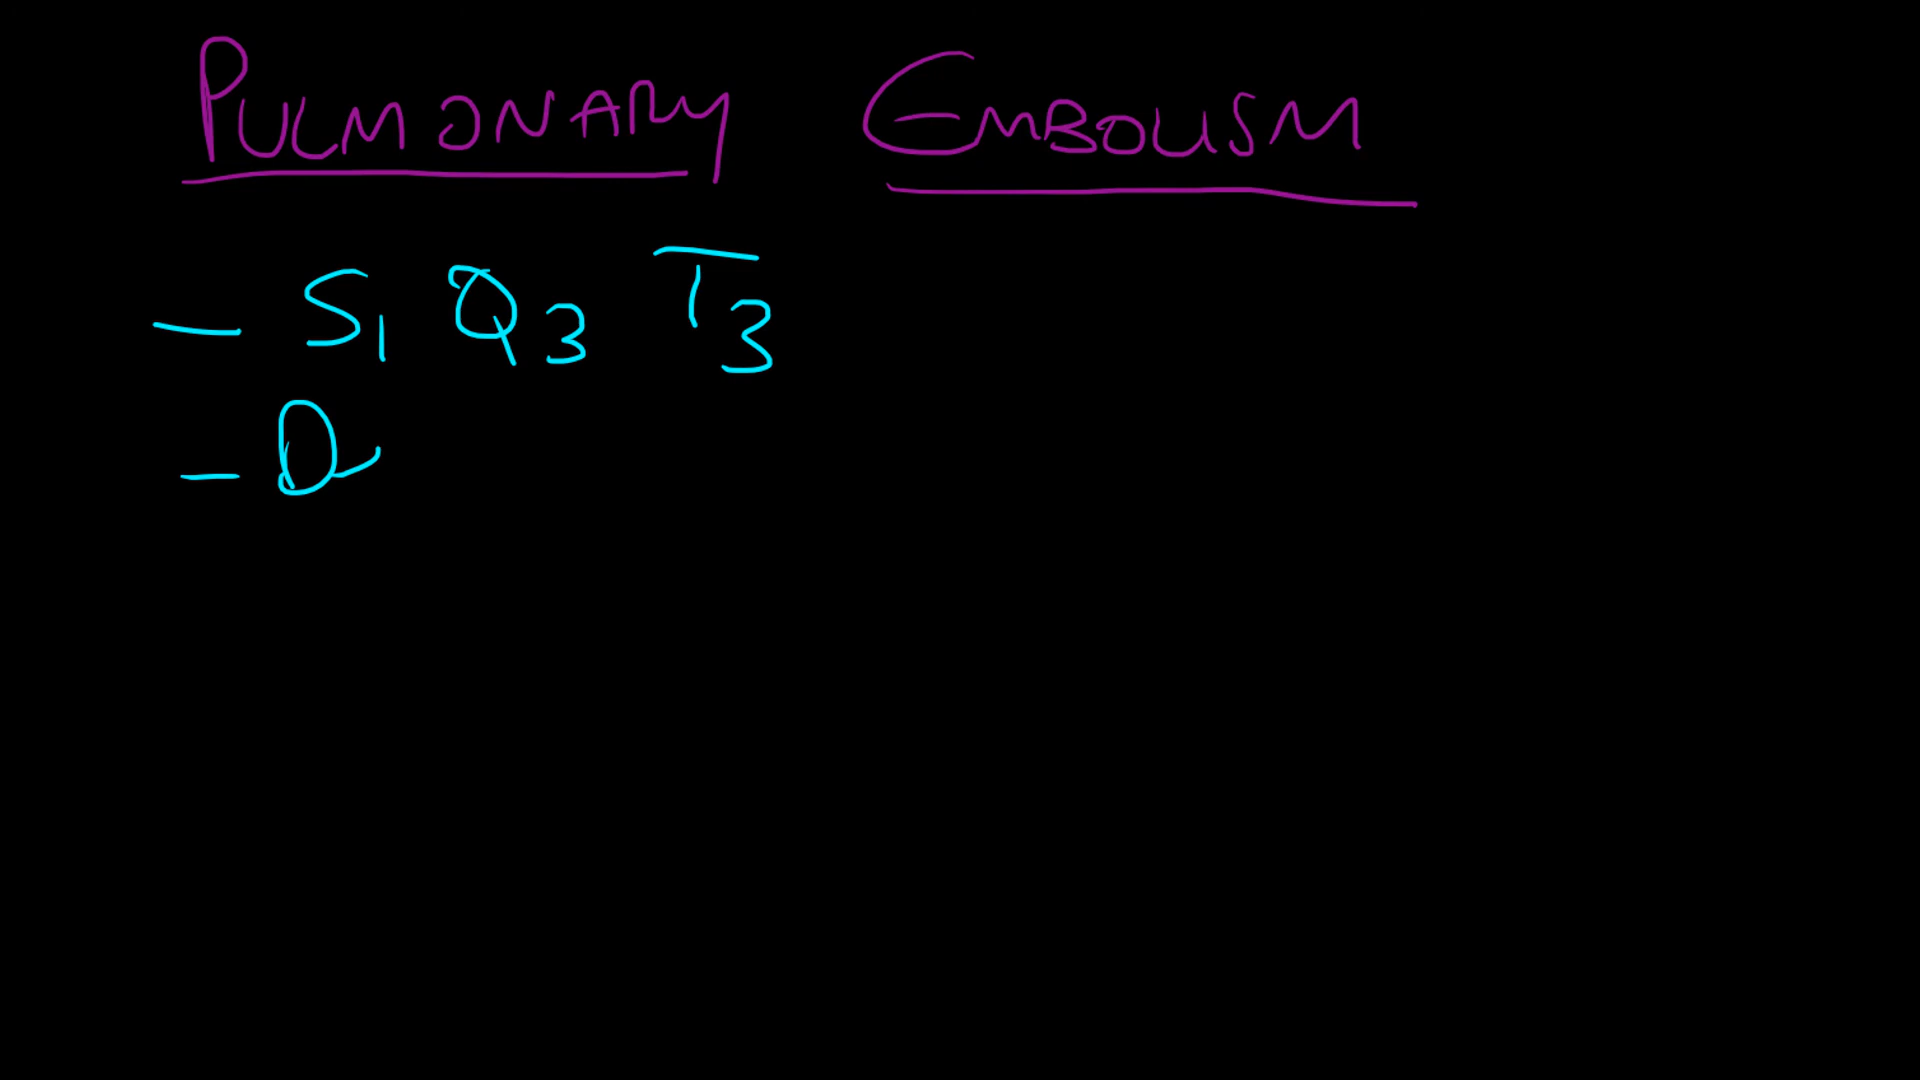 PULMONARY EMBOLISM
- S1 Q3 T3
- D